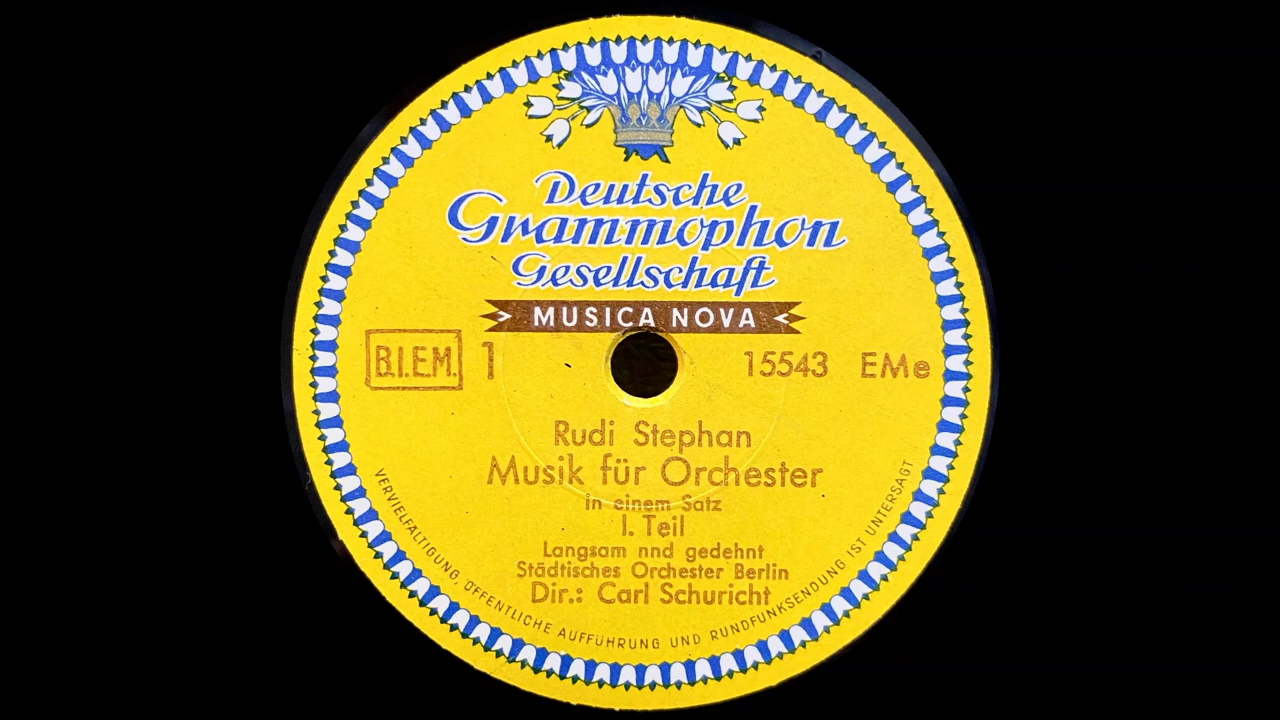 Deutsche
Grammophon
Gesellschaft
> MUSICA NOVA <
B.I.E.M. 1 15543 EMe
Rudi Stephan
Musik für Orchester
in einem Satz
I. Teil
Langsam nnd gedehnt
Städtisches Orchester Berlin
Dir.: Carl Schuricht
VERVIELFÄLTIGUNG, ÖFFENTLICHE AUFFÜHRUNG UND RUNDFUNKSENDUNG IST UNTERSAGT